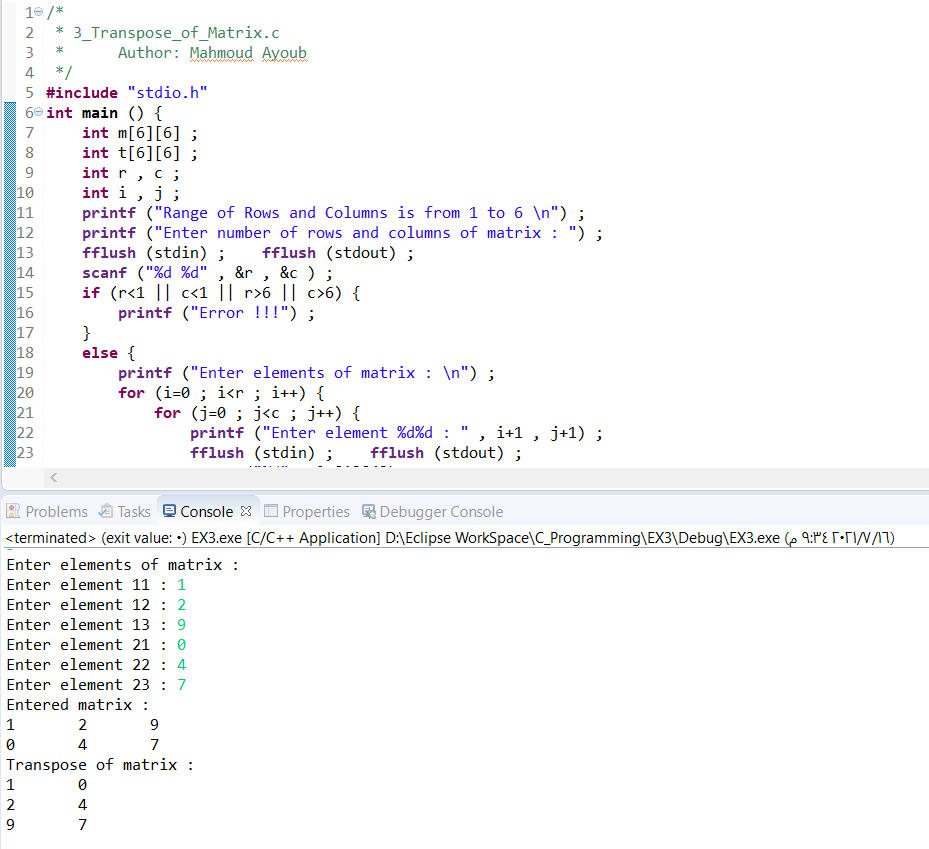 1 /*
2  * 3_Transpose_of_Matrix.c
3  *      Author: Mahmoud Ayoub
4  */
5 #include "stdio.h"
6 int main () {
7     int m[6][6] ;
8     int t[6][6] ;
9     int r , c ;
10     int i , j ;
11     printf ("Range of Rows and Columns is from 1 to 6 \n") ;
12     printf ("Enter number of rows and columns of matrix : ") ;
13     fflush (stdin) ;    fflush (stdout) ;
14     scanf ("%d %d" , &r , &c ) ;
15     if (r<1 || c<1 || r>6 || c>6) {
16         printf ("Error !!!") ;
17     }
18     else {
19         printf ("Enter elements of matrix : \n") ;
20         for (i=0 ; i<r ; i++) {
21             for (j=0 ; j<c ; j++) {
22                 printf ("Enter element %d%d : " , i+1 , j+1) ;
23                 fflush (stdin) ;    fflush (stdout) ;
Problems Tasks Console Properties Debugger Console
<terminated> (exit value: ٠) EX3.exe [C/C++ Application] D:\Eclipse WorkSpace\C_Programming\EX3\Debug\EX3.exe (٢٠٢١/٧/١٦ ٩:٣٤ م)
Enter elements of matrix :
Enter element 11 : 1
Enter element 12 : 2
Enter element 13 : 9
Enter element 21 : 0
Enter element 22 : 4
Enter element 23 : 7
Entered matrix :
1       2       9
0       4       7
Transpose of matrix :
1       0
2       4
9       7